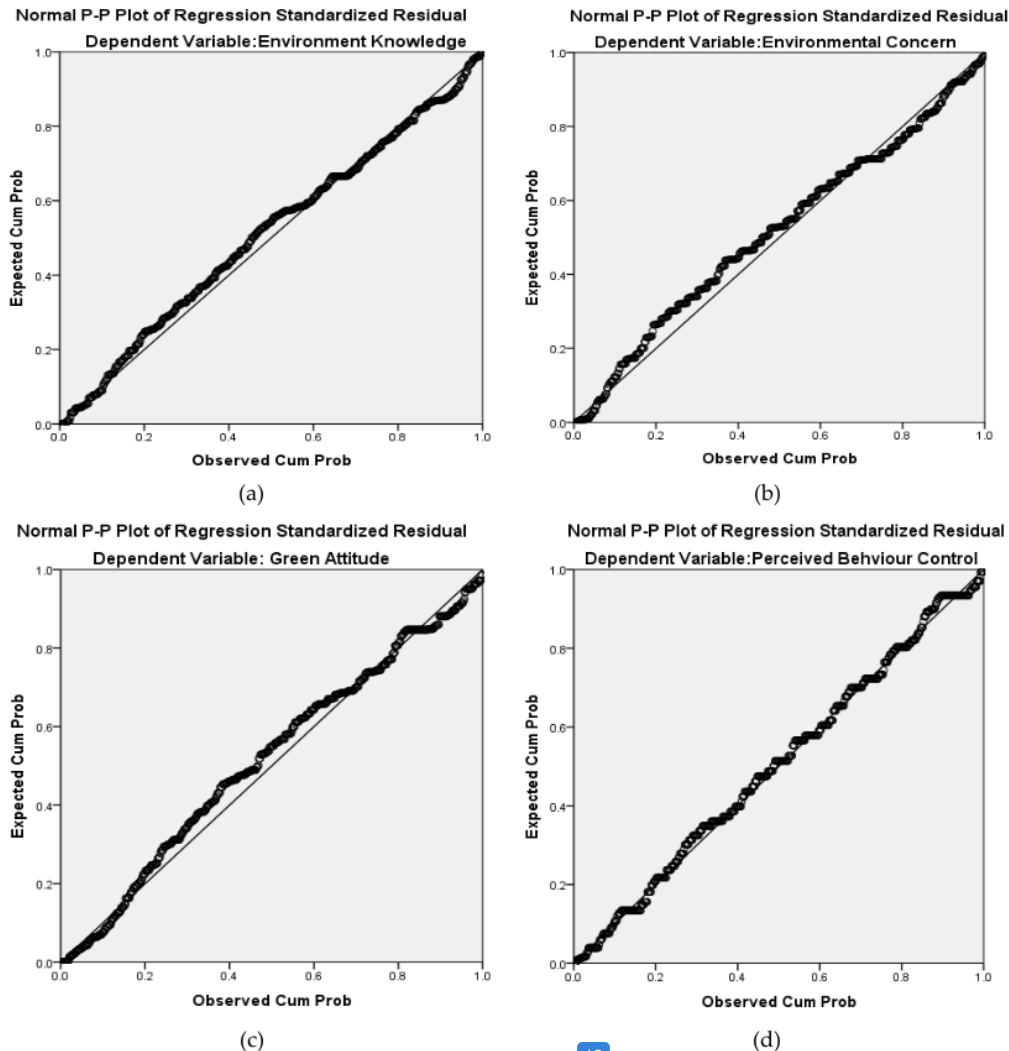 Normal P-P Plot of Regression Standardized Residual
Dependent Variable:Environment Knowledge
1.0
0.8
0.6
0.4
0.2
0.0
Expected Cum Prob
0.0 0.2 0.4 0.6 0.8 1.0
Observed Cum Prob
(a)
Normal P-P Plot of Regression Standardized Residual
Dependent Variable:Environmental Concern
1.0
0.8
0.6
0.4
0.2
0.0
Expected Cum Prob
0.0 0.2 0.4 0.6 0.8 1.0
Observed Cum Prob
(b)
Normal P-P Plot of Regression Standardized Residual
Dependent Variable: Green Attitude
1.0
0.8
0.6
0.4
0.2
0.0
Expected Cum Prob
0.0 0.2 0.4 0.6 0.8 1.0
Observed Cum Prob
(c)
Normal P-P Plot of Regression Standardized Residual
Dependent Variable:Perceived Behviour Control
1.0
0.8
0.6
0.4
0.2
0.0
Expected Cum Prob
0.0 0.2 0.4 0.6 0.8 1.0
Observed Cum Prob
(d)